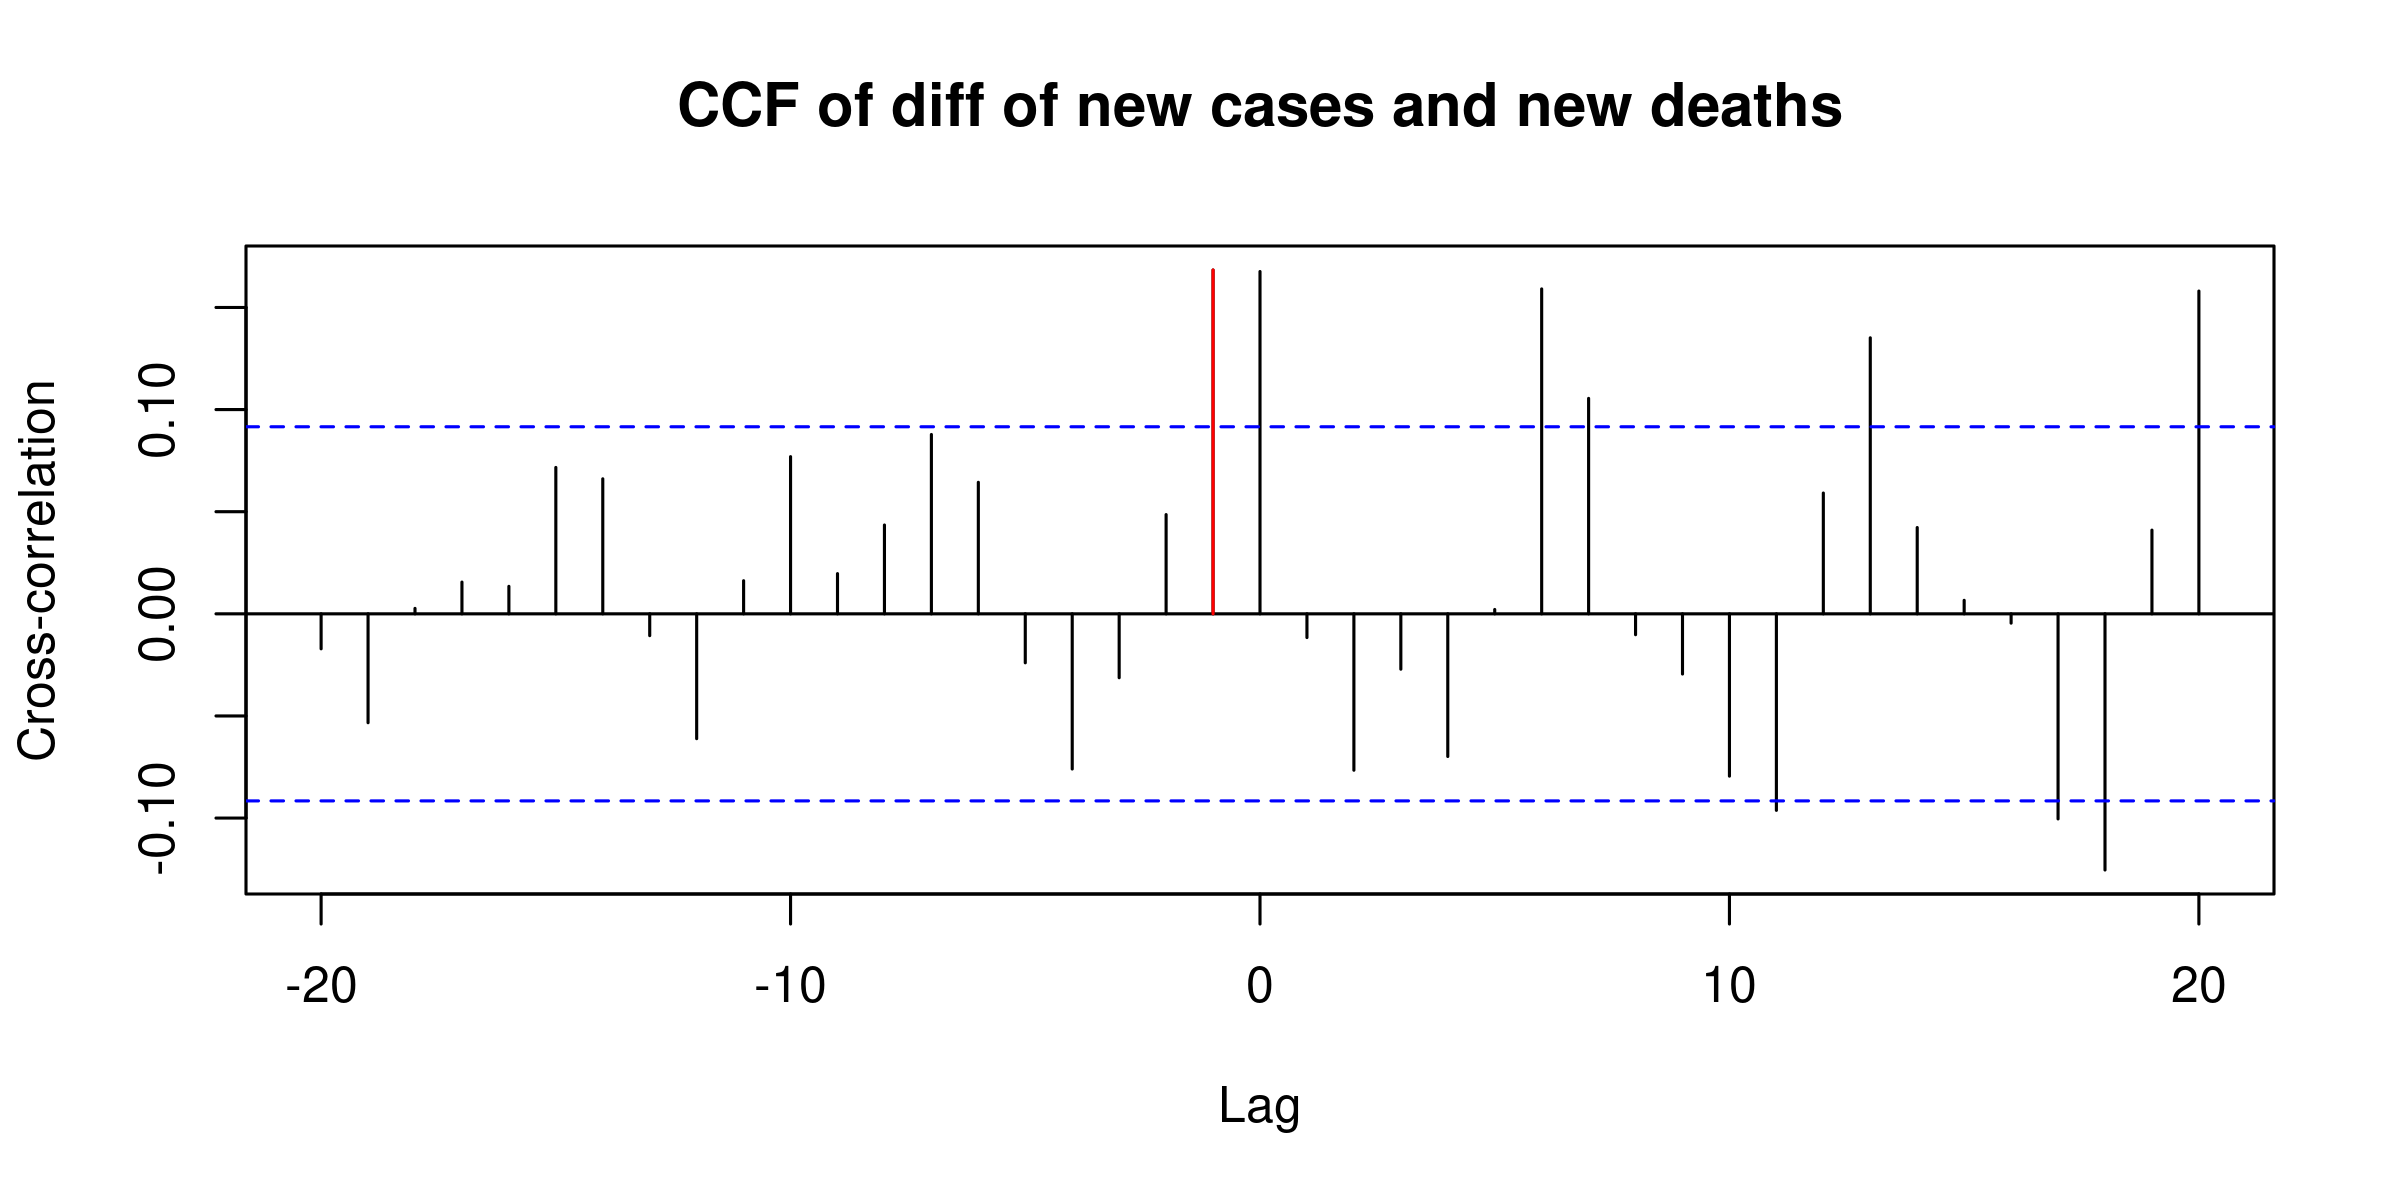 CCF of diff of new cases and new deaths
Cross-correlation
0.10
0.00
-0.10
-20 -10 0 10 20
Lag